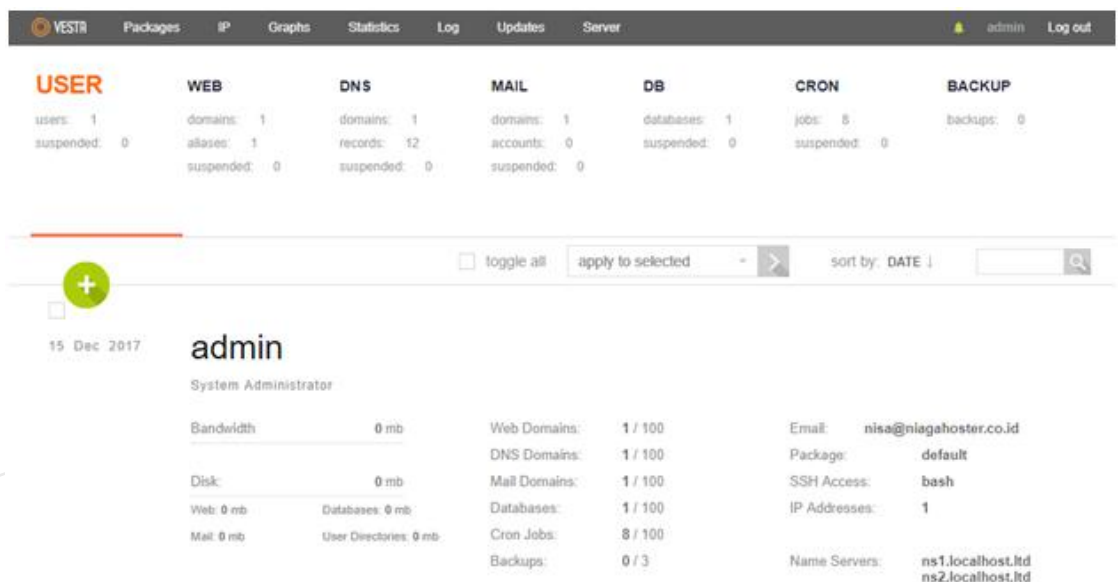 VESTA Packages IP Graphs Statistics Log Updates Server admin Log out
USER WEB DNS MAIL DB CRON BACKUP
users: 1 domains: 1 domains: 1 domains: 1 databases: 1 jobs: 8 backups: 0
suspended: 0 aliases: 1 records: 12 accounts: 0 suspended: 0 suspended: 0
suspended: 0 suspended: 0 suspended: 0
toggle all apply to selected sort by: DATE ↓
+
15 Dec 2017 admin
System Administrator
Bandwidth 0 mb Web Domains: 1 / 100 Email: nisa@niagahoster.co.id
DNS Domains: 1 / 100 Package: default
Disk: 0 mb Mail Domains: 1 / 100 SSH Access: bash
Web: 0 mb Databases: 0 mb Databases: 1 / 100 IP Addresses: 1
Mail: 0 mb User Directories: 0 mb Cron Jobs: 8 / 100
Backups: 0 / 3 Name Servers: ns1.localhost.ltd
ns2.localhost.ltd